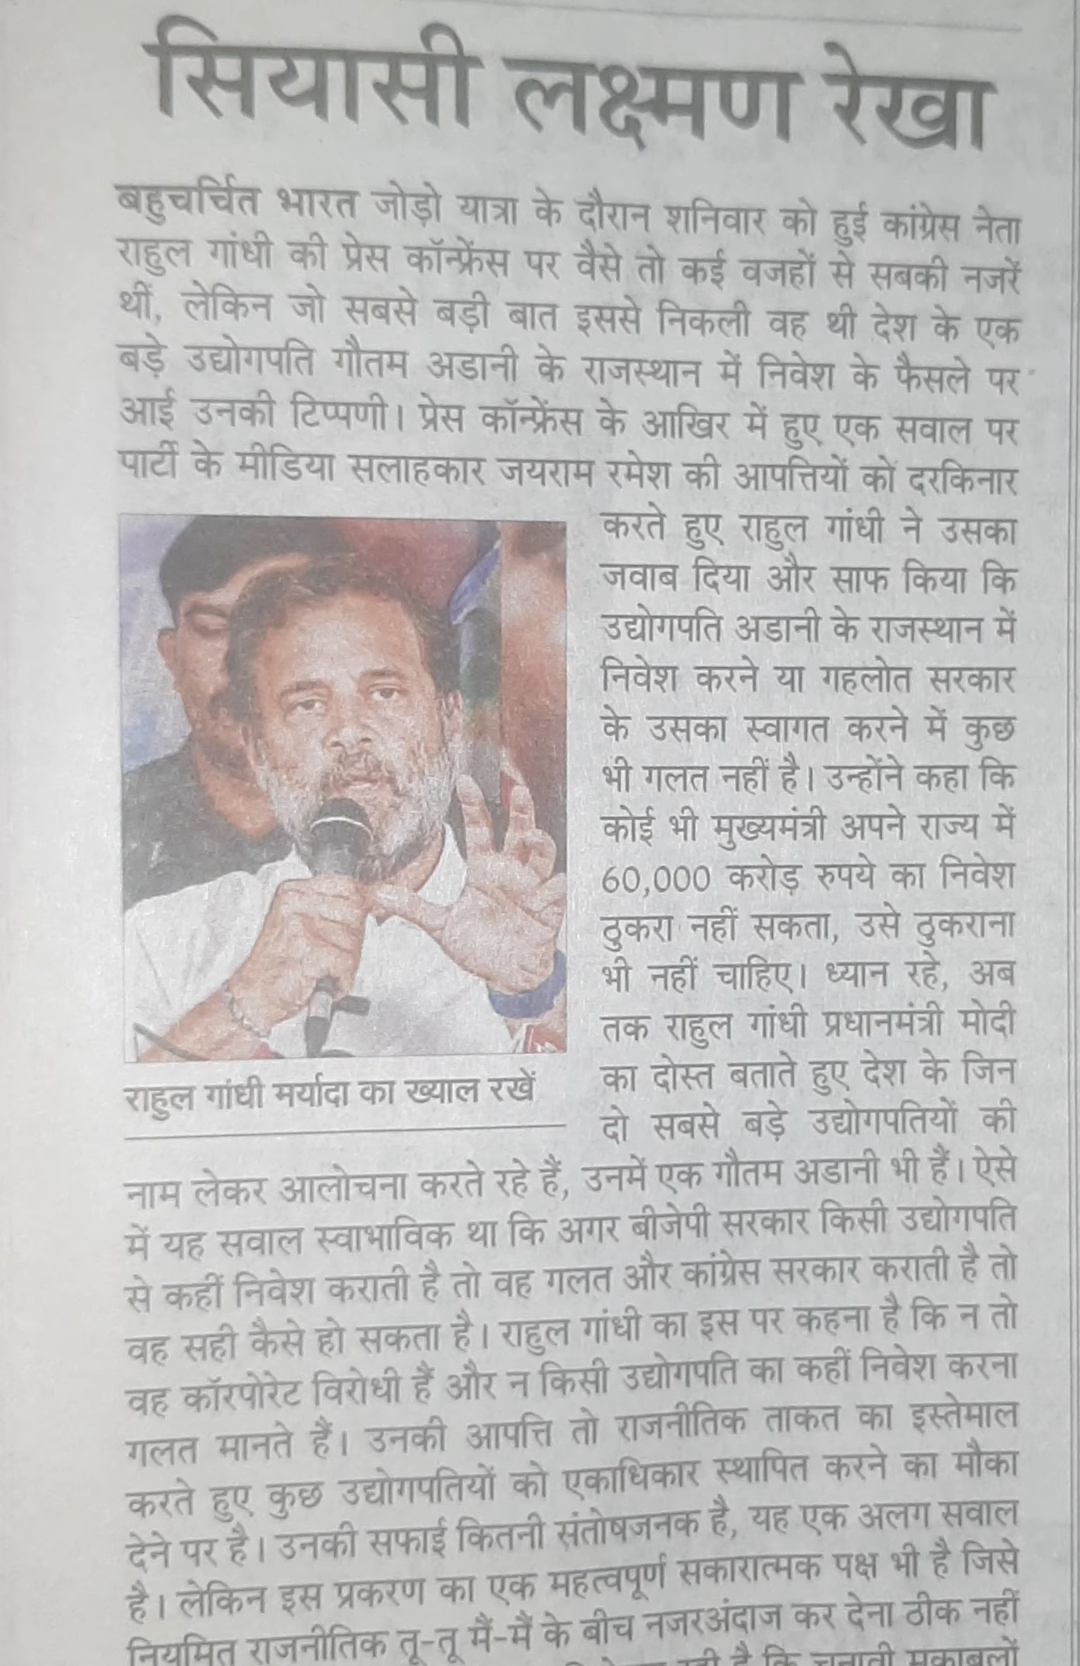 सियासी लक्ष्मण रेखा
बहुचर्चित भारत जोड़ो यात्रा के दौरान शनिवार को हुई कांग्रेस नेता
राहुल गांधी की प्रेस कॉन्फ्रेंस पर वैसे तो कई वजहों से सबकी नजरें
थीं, लेकिन जो सबसे बड़ी बात इससे निकली वह थी देश के एक
बड़े उद्योगपति गौतम अडानी के राजस्थान में निवेश के फैसले पर
आई उनकी टिप्पणी। प्रेस कॉन्फ्रेंस के आखिर में हुए एक सवाल पर
पार्टी के मीडिया सलाहकार जयराम रमेश की आपत्तियों को दरकिनार
करते हुए राहुल गांधी ने उसका
जवाब दिया और साफ किया कि
उद्योगपति अडानी के राजस्थान में
निवेश करने या गहलोत सरकार
के उसका स्वागत करने में कुछ
भी गलत नहीं है। उन्होंने कहा कि
कोई भी मुख्यमंत्री अपने राज्य में
60,000 करोड़ रुपये का निवेश
ठुकरा नहीं सकता, उसे ठुकराना
भी नहीं चाहिए। ध्यान रहे, अब
तक राहुल गांधी प्रधानमंत्री मोदी
का दोस्त बताते हुए देश के जिन
दो सबसे बड़े उद्योगपतियों की
राहुल गांधी मर्यादा का ख्याल रखें
नाम लेकर आलोचना करते रहे हैं, उनमें एक गौतम अडानी भी हैं। ऐसे
में यह सवाल स्वाभाविक था कि अगर बीजेपी सरकार किसी उद्योगपति
से कहीं निवेश कराती है तो वह गलत और कांग्रेस सरकार कराती है तो
वह सही कैसे हो सकता है। राहुल गांधी का इस पर कहना है कि न तो
वह कॉरपोरेट विरोधी हैं और न किसी उद्योगपति का कहीं निवेश करना
गलत मानते हैं। उनकी आपत्ति तो राजनीतिक ताकत का इस्तेमाल
करते हुए कुछ उद्योगपतियों को एकाधिकार स्थापित करने का मौका
देने पर है। उनकी सफाई कितनी संतोषजनक है, यह एक अलग सवाल
है। लेकिन इस प्रकरण का एक महत्वपूर्ण सकारात्मक पक्ष भी है जिसे
नियमित राजनीतिक तू-तू मैं-मैं के बीच नजरअंदाज कर देना ठीक नहीं
है कि चुनावी मुकाबलों